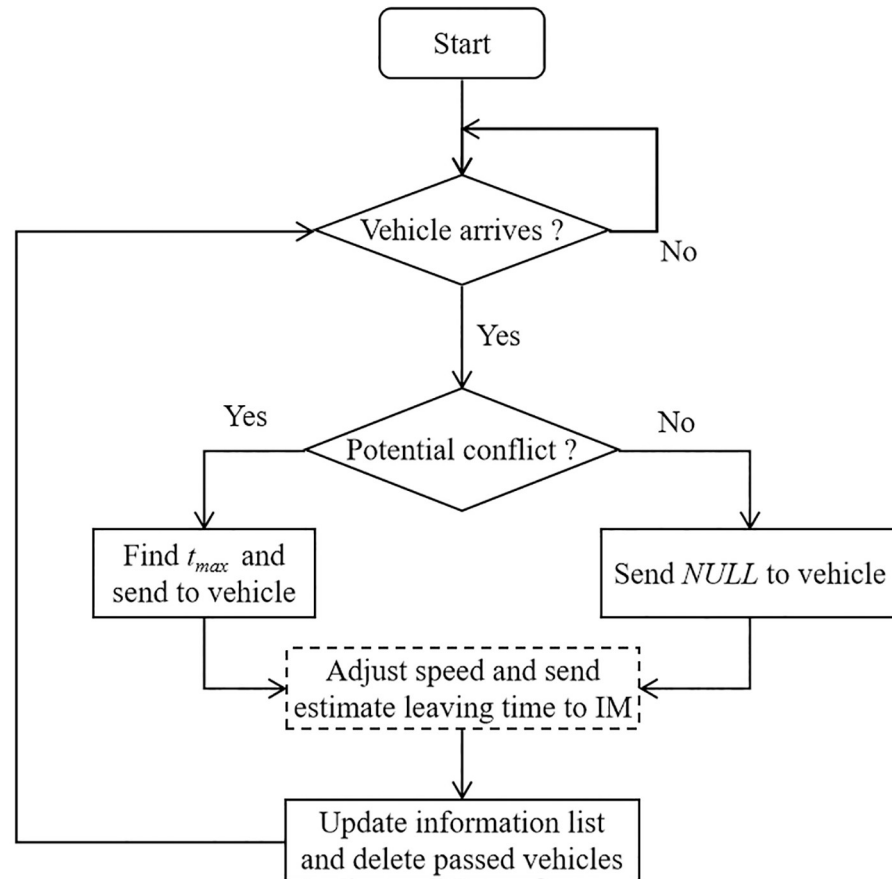 Start
Vehicle arrives ?
No
Yes
Yes
No
Potential conflict ?
Find t_max and
send to vehicle
Send NULL to vehicle
Adjust speed and send
estimate leaving time to IM
Update information list
and delete passed vehicles